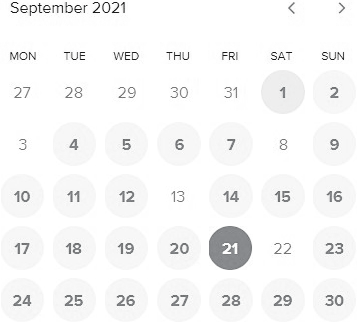 September 2021
MON TUE WED THU FRI SAT SUN
27 28 29 30 31 1 2
3 4 5 6 7 8 9
10 11 12 13 14 15 16
17 18 19 20 21 22 23
24 25 26 27 28 29 30